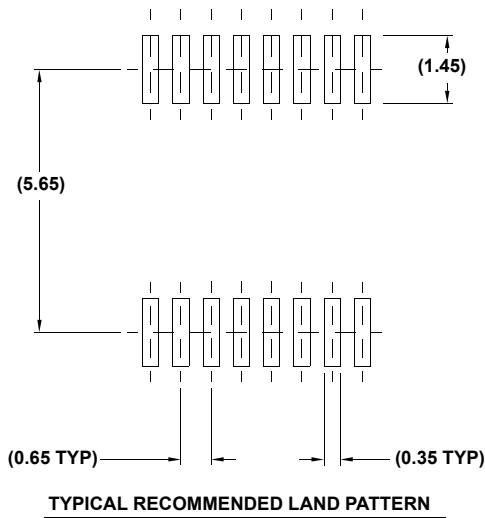 (1.45)
(5.65)
(0.65 TYP)
(0.35 TYP)
TYPICAL RECOMMENDED LAND PATTERN